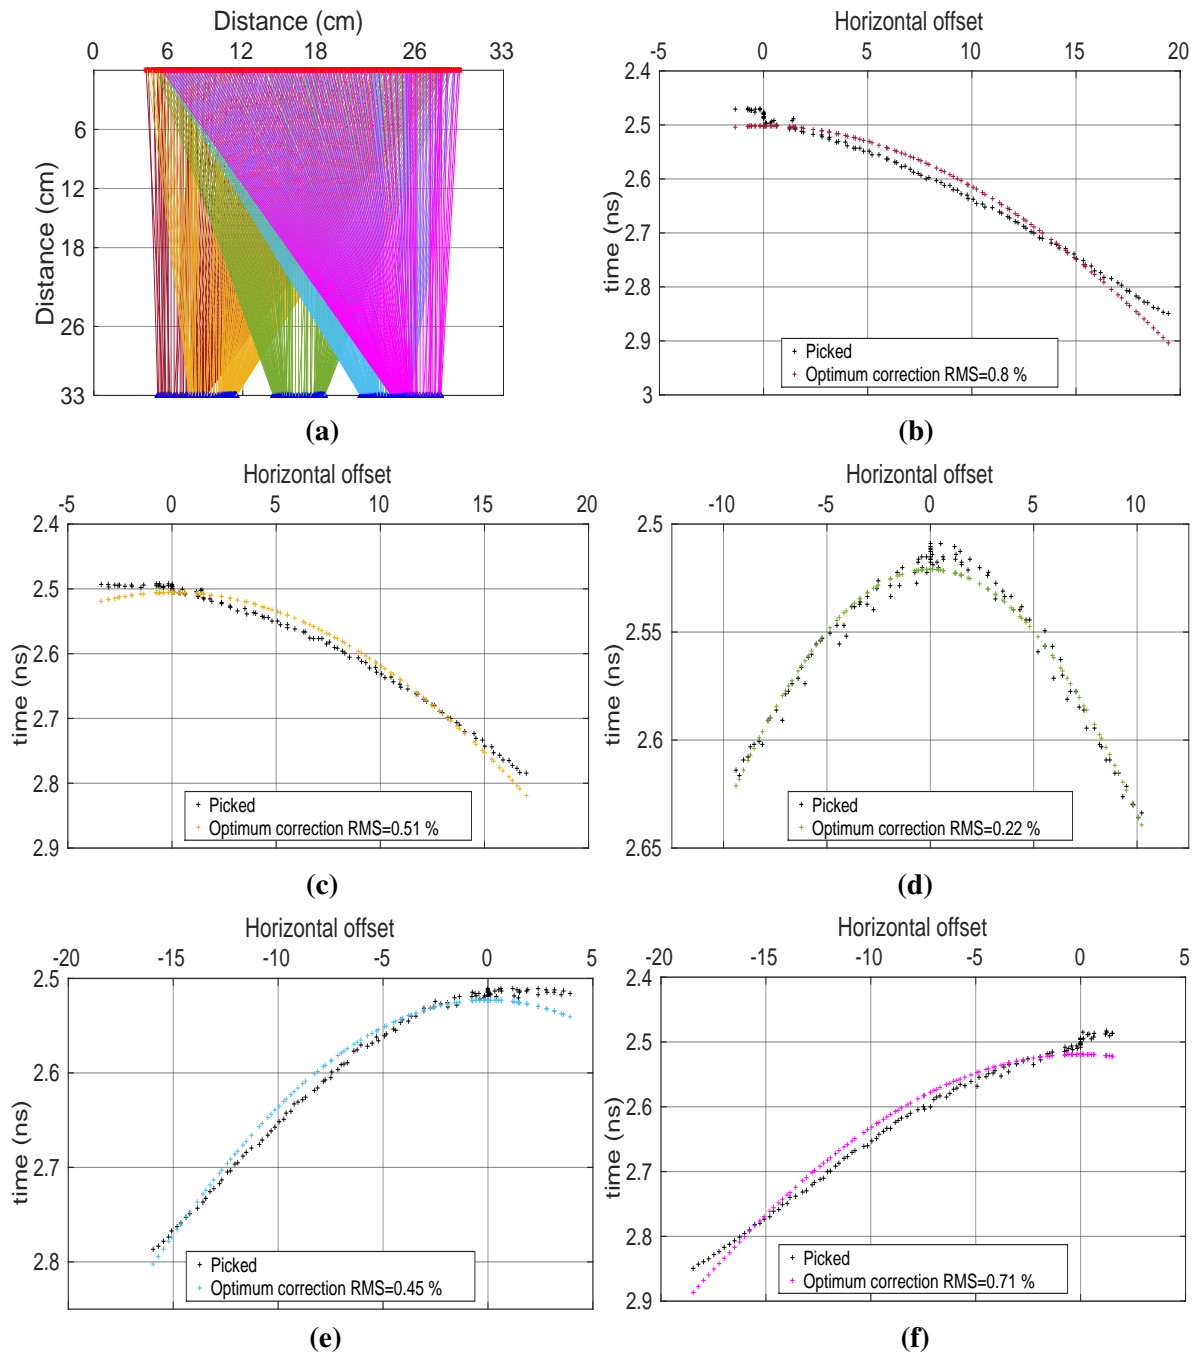 Distance (cm)
0 6 12 18 26 33
Distance (cm)
6
12
18
26
33
(a)
Horizontal offset
-5 0 5 10 15 20
time (ns)
2.4
2.5
2.6
2.7
2.8
2.9
3
Picked
Optimum correction RMS=0.8 %
(b)
Horizontal offset
-5 0 5 10 15 20
time (ns)
2.4
2.5
2.6
2.7
2.8
2.9
Picked
Optimum correction RMS=0.51 %
(c)
Horizontal offset
-10 -5 0 5 10
time (ns)
2.5
2.55
2.6
2.65
Picked
Optimum correction RMS=0.22 %
(d)
Horizontal offset
-20 -15 -10 -5 0 5
time (ns)
2.5
2.6
2.7
2.8
Picked
Optimum correction RMS=0.45 %
(e)
Horizontal offset
-20 -15 -10 -5 0 5
time (ns)
2.4
2.5
2.6
2.7
2.8
2.9
Picked
Optimum correction RMS=0.71 %
(f)